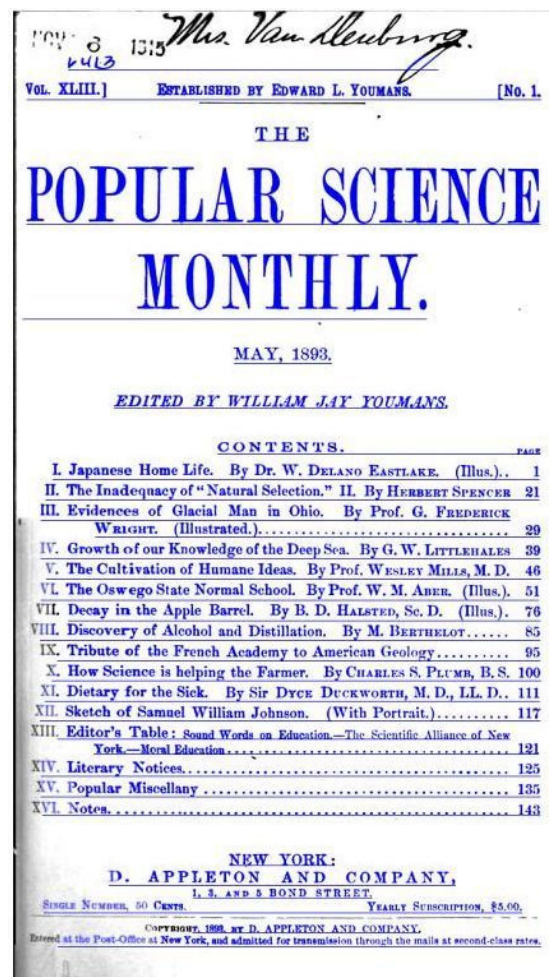 NOV 8 1315 Mrs. Van Denburg.
VOL. XLIII.] ESTABLISHED BY EDWARD L. YOUMANS. [No. 1.
THE
POPULAR SCIENCE
MONTHLY.
MAY, 1893.
EDITED BY WILLIAM JAY YOUMANS.
CONTENTS.
PAGE
I. Japanese Home Life. By Dr. W. DELANO EASTLAKE. (Illus.).. 1
II. The Inadequacy of "Natural Selection." II. By HERBERT SPENCER 21
III. Evidences of Glacial Man in Ohio. By Prof. G. FREDERICK
WRIGHT. (Illustrated.)........................ 29
IV. Growth of our Knowledge of the Deep Sea. By G. W. LITTLEHALES 39
V. The Cultivation of Humane Ideas. By Prof. WESLEY MILLS, M. D. 46
VI. The Oswego State Normal School. By Prof. W. M. ABER. (Illus.) 51
VII. Decay in the Apple Barrel. By B. D. HALSTED, Sc. D. (Illus.). 76
VIII. Discovery of Alcohol and Distillation. By M. BERTHELOT...... 85
IX. Tribute of the French Academy to American Geology.......... 95
X. How Science is helping the Farmer. By CHARLES S. PLUMB, B. S. 100
XI. Dietary for the Sick. By Sir DYCE DUCKWORTH, M. D., LL. D.. 111
XII. Sketch of Samuel William Johnson. (With Portrait.).......... 117
XIII. Editor's Table: Sound Words on Education.—The Scientific Alliance of New
York.—Moral Education........................ 121
XIV. Literary Notices........................ 125
XV. Popular Miscellany........................ 135
XVI. Notes........................ 143
NEW YORK:
D. APPLETON AND COMPANY,
1, 3, AND 5 BOND STREET.
SINGLE NUMBER, 50 CENTS. YEARLY SUBSCRIPTION, $5.00.
COPYRIGHT, 1893, BY D. APPLETON AND COMPANY.
Entered at the Post-Office at New York, and admitted for transmission through the mails at second-class rates.